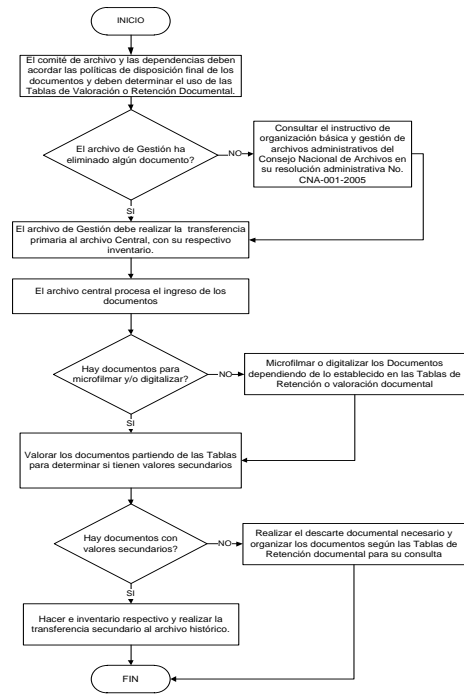 INICIO
El comité de archivo y las dependencias deben
acordar las políticas de disposición final de los
documentos y deben determinar el uso de las
Tablas de Valoración o Retención Documental.
El archivo de Gestión ha
eliminado algún documento?
NO
Consultar el instructivo de
organización básica y gestión de
archivos administrativos del
Consejo Nacional de Archivos en
su resolución administrativa No.
CNA-001-2005
SI
El archivo de Gestión debe realizar la transferencia
primaria al archivo Central, con su respectivo
inventario.
El archivo central procesa el ingreso de los
documentos
Hay documentos para
microfilmar y/o digitalizar?
NO
Microfilmar o digitalizar los Documentos
dependiendo de lo establecido en las Tablas de
Retención o valoración documental
SI
Valorar los documentos partiendo de las Tablas
para determinar si tienen valores secundarios
Hay documentos con
valores secundarios?
NO
Realizar el descarte documental necesario y
organizar los documentos según las Tablas de
Retención documental para su consulta
SI
Hacer e inventario respectivo y realizar la
transferencia secundario al archivo histórico.
FIN